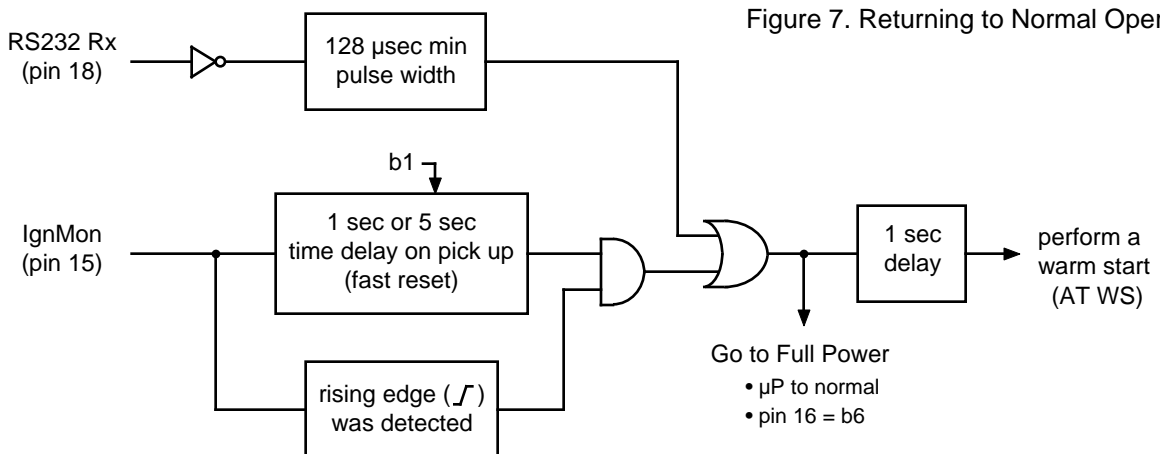 Figure 7. Returning to Normal Oper
RS232 Rx
(pin 18)
128 µsec min
pulse width
b1
IgnMon
(pin 15)
1 sec or 5 sec
time delay on pick up
(fast reset)
rising edge ( ) 
was detected
1 sec
delay
perform a
warm start
(AT WS)
Go to Full Power
• µP to normal
• pin 16 = b6